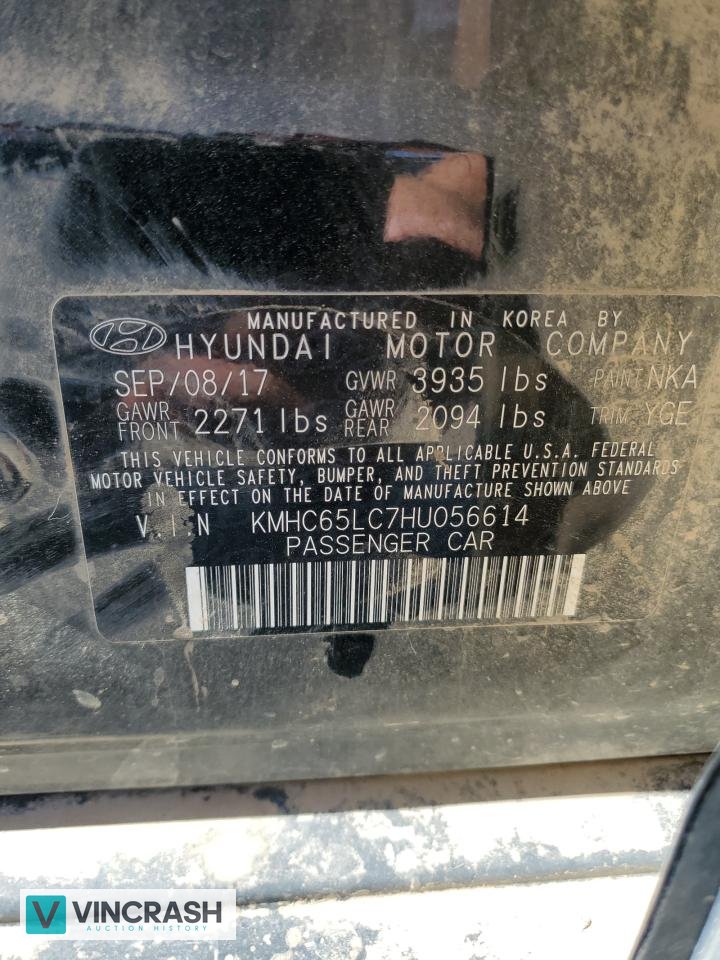 MANUFACTURED IN KOREA BY
HYUNDAI MOTOR COMPANY
SEP/08/17 GVWR 3935 lbs PAINT NKA
GAWR FRONT 2271 lbs GAWR REAR 2094 lbs TRIM YGE
THIS VEHICLE CONFORMS TO ALL APPLICABLE U.S.A. FEDERAL
MOTOR VEHICLE SAFETY, BUMPER, AND THEFT PREVENTION STANDARDS
IN EFFECT ON THE DATE OF MANUFACTURE SHOWN ABOVE
V.I.N KMHC65LC7HU056614
PASSENGER CAR
V VINCRASH
AUCTION HISTORY